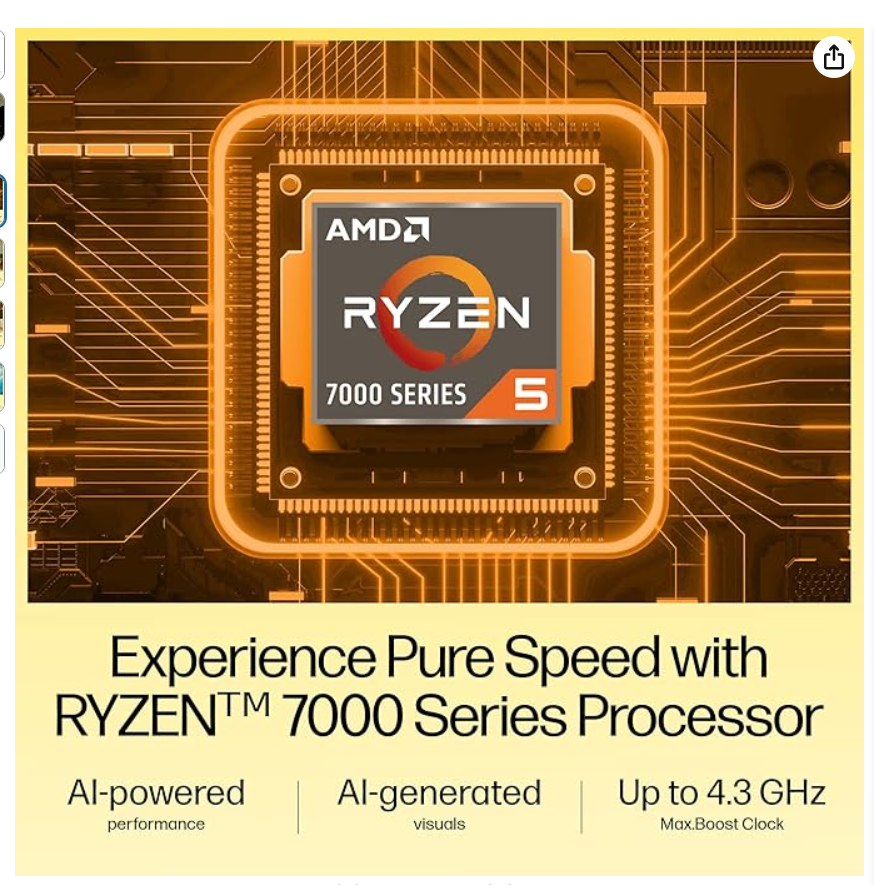 AMD
RYZEN
7000 SERIES 5
Experience Pure Speed with
RYZEN™ 7000 Series Processor
AI-powered
performance
AI-generated
visuals
Up to 4.3 GHz
Max.Boost Clock